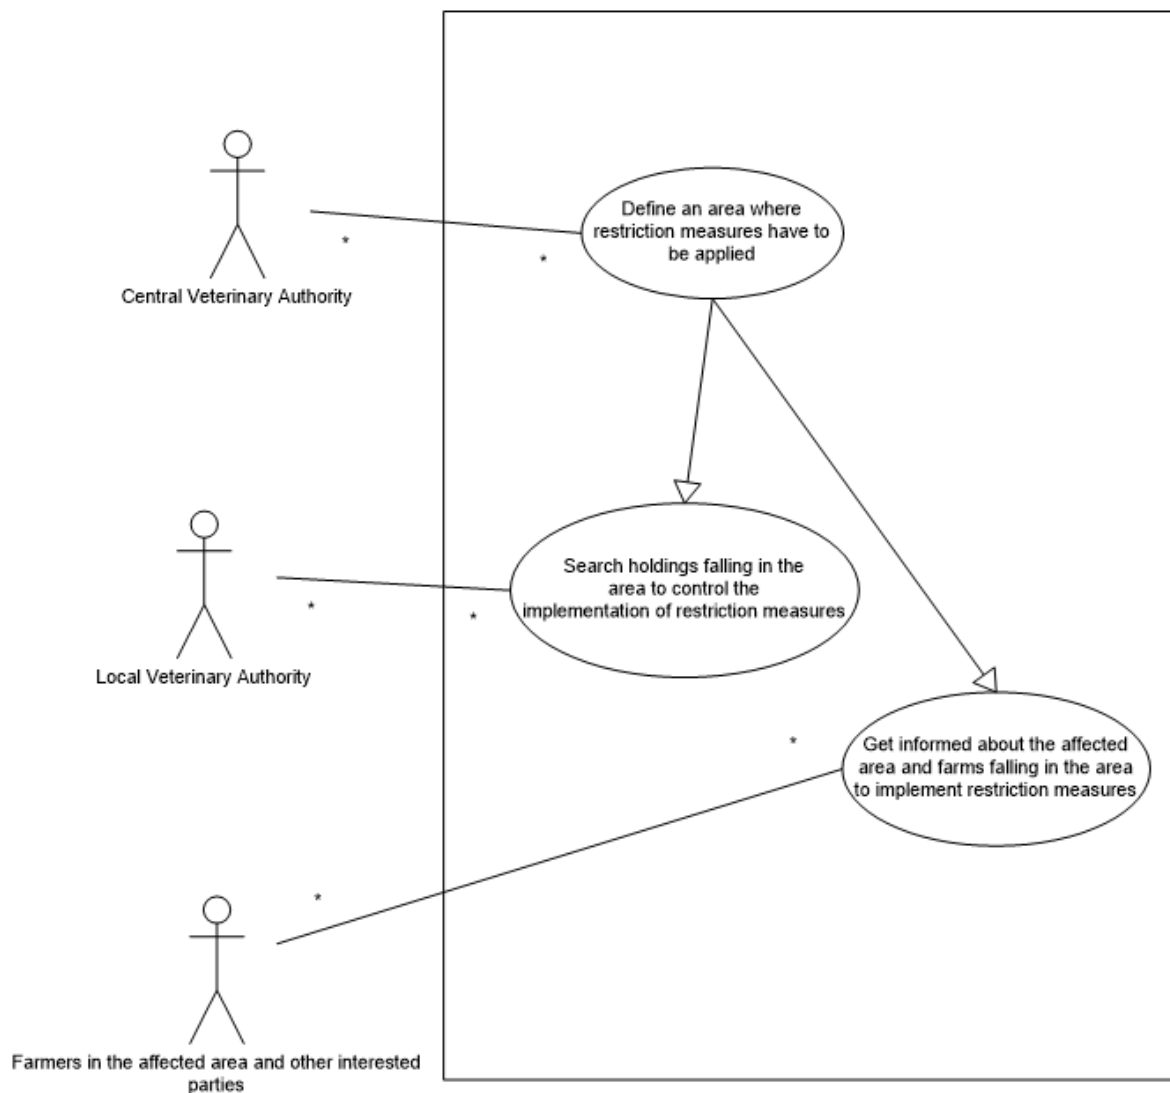 Define an area where
restriction measures have to
be applied
*
*
Central Veterinary Authority
Search holdings falling in the
area to control the
implementation of restriction measures
*
*
Local Veterinary Authority
*
Get informed about the affected
area and farms falling in the area
to implement restriction measures
*
Farmers in the affected area and other interested
parties